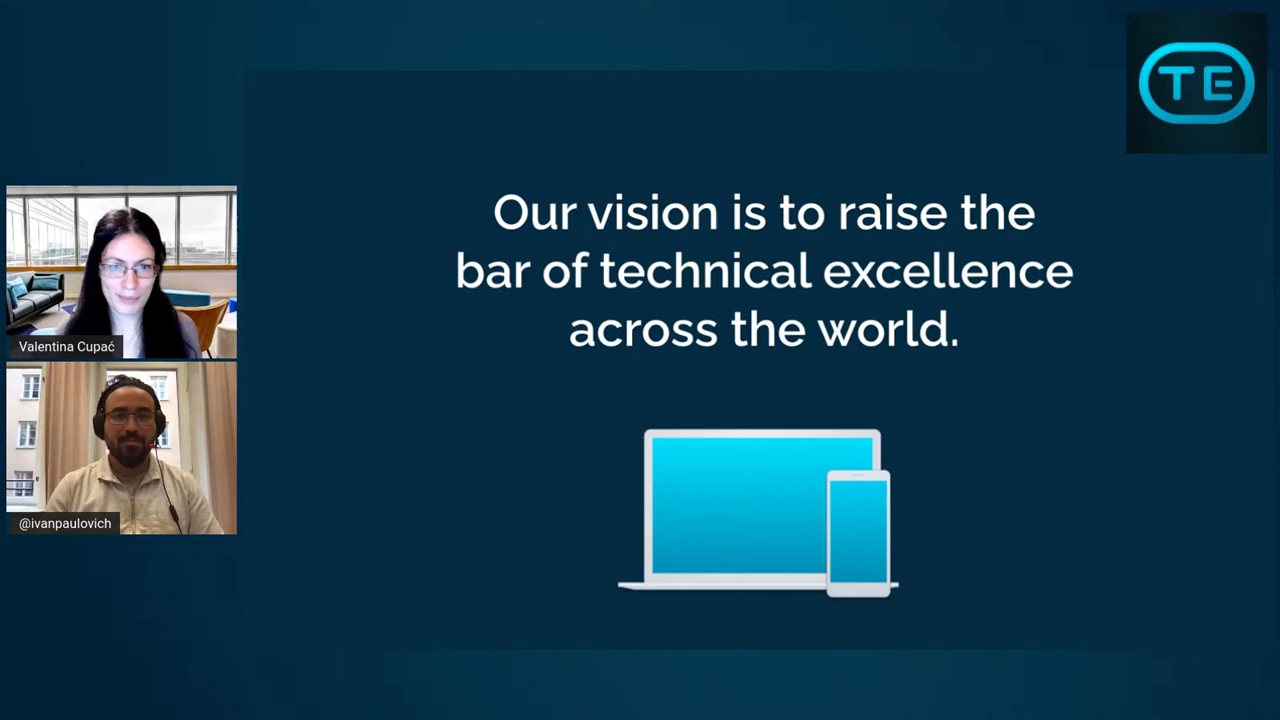 TE
Our vision is to raise the
bar of technical excellence
across the world.
Valentina Cupać
@ivanpaulovich